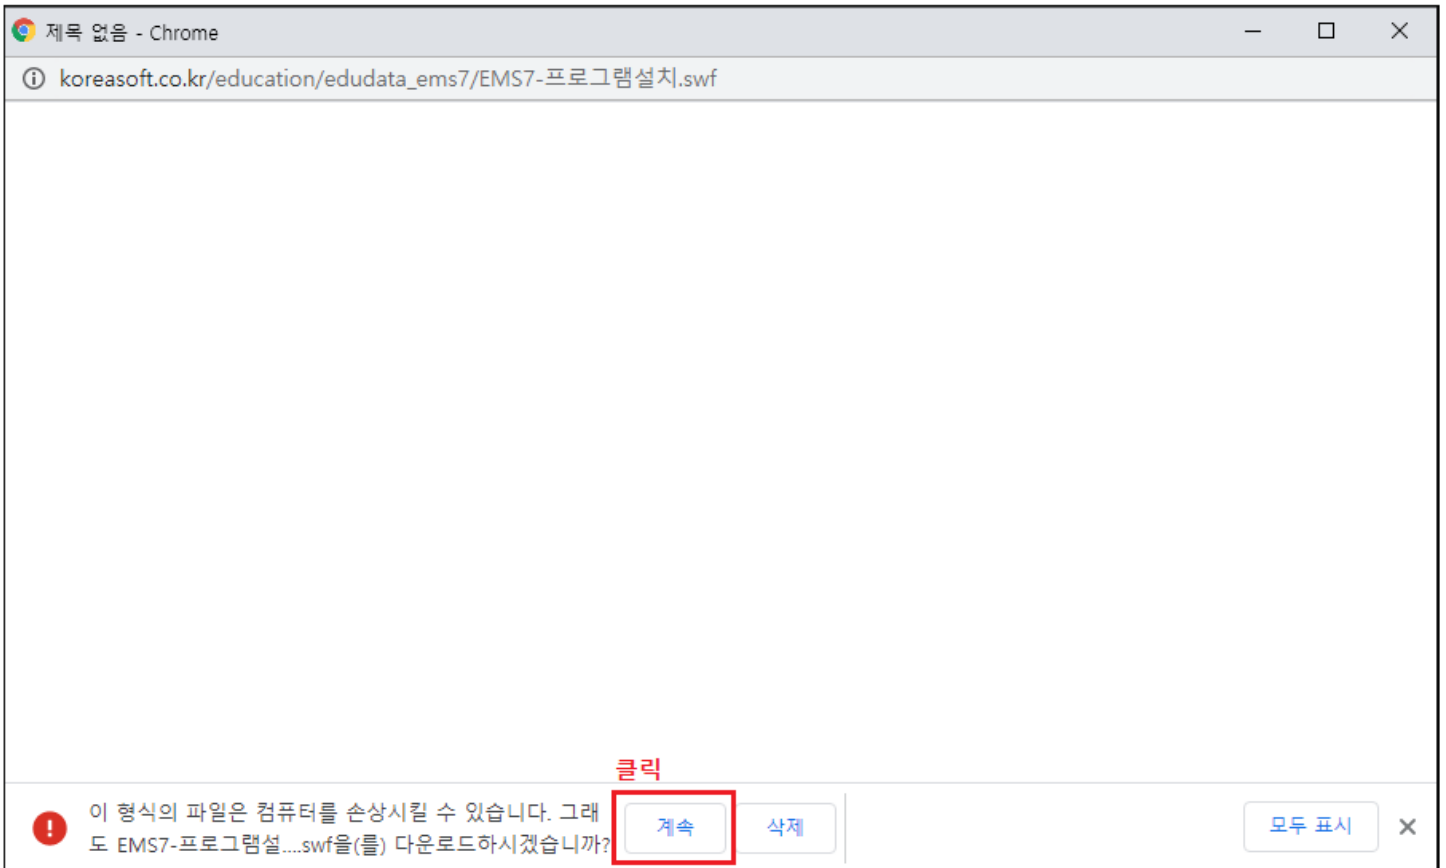 제목 없음 - Chrome
koreasoft.co.kr/education/edudata_ems7/EMS7-프로그램설치.swf
클릭
이 형식의 파일은 컴퓨터를 손상시킬 수 있습니다. 그래
도 EMS7-프로그램설....swf을(를) 다운로드하시겠습니까?
계속
삭제
모두 표시